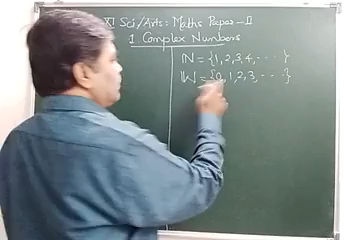 XI Sci/Arts: Maths Paper-II
1 Complex Numbers
ℕ = {1, 2, 3, 4, ---- }
𝕎 = {0, 1, 2, 3, ---- }